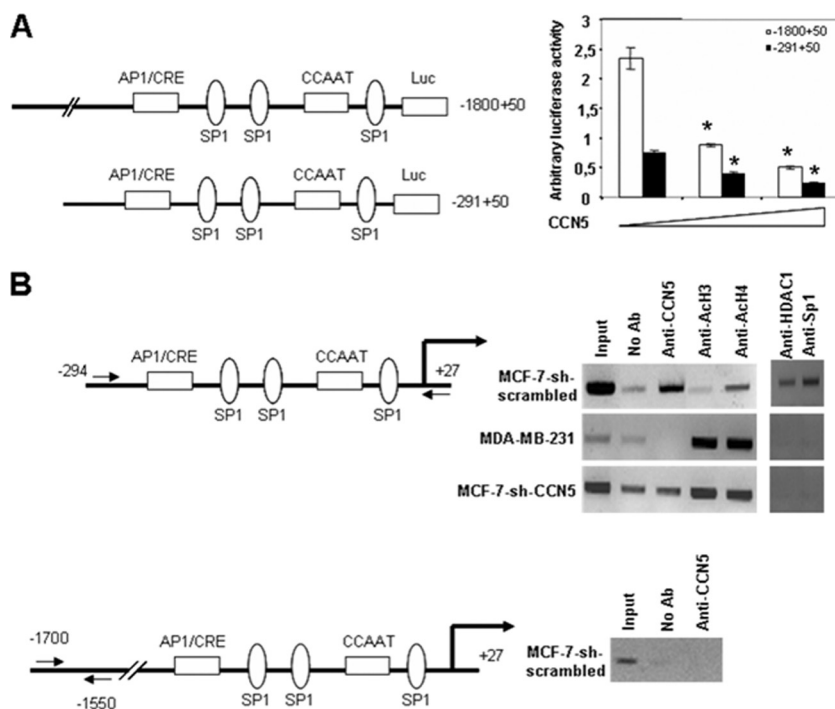 A
AP1/CRE CCAAT Luc
SP1 SP1 SP1 -1800+50
AP1/CRE CCAAT Luc
SP1 SP1 SP1 -291+50
Arbitrary luciferase activity
3
2,5
2
1,5
1
0,5
0
-1800+50
-291+50
* * * *
CCN5
B
-294 AP1/CRE CCAAT +27
SP1 SP1 SP1
Input No Ab Anti-CCN5 Anti-AcH3 Anti-AcH4 Anti-HDAC1 Anti-Sp1
MCF-7-sh-
scrambled
MDA-MB-231
MCF-7-sh-CCN5
-1700 AP1/CRE CCAAT +27
-1550 SP1 SP1 SP1
Input No Ab Anti-CCN5
MCF-7-sh-
scrambled